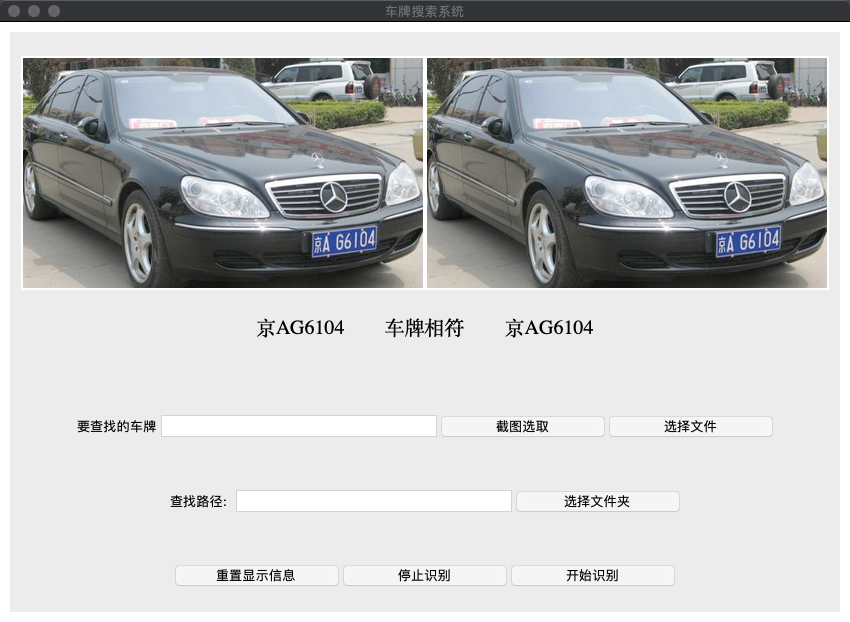 车牌搜索系统
京A G6104
京A G6104
京AG6104 车牌相符 京AG6104
要查找的车牌 截图选取 选择文件
查找路径: 选择文件夹
重置显示信息 停止识别 开始识别